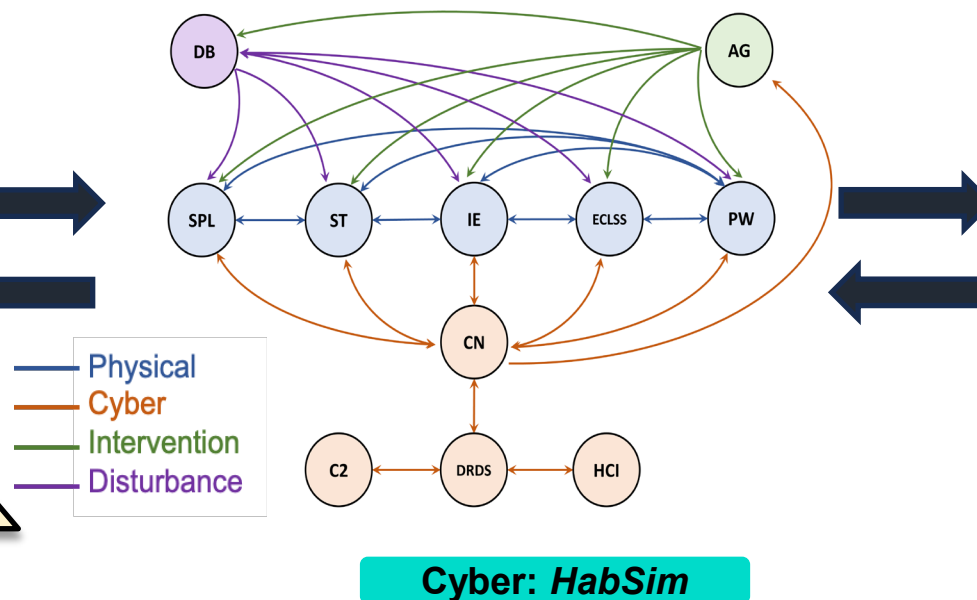 DB
AG
SPL
ST
IE
ECLSS
PW
CN
Physical
Cyber
Intervention
Disturbance
C2
DRDS
HCI
Cyber: HabSim